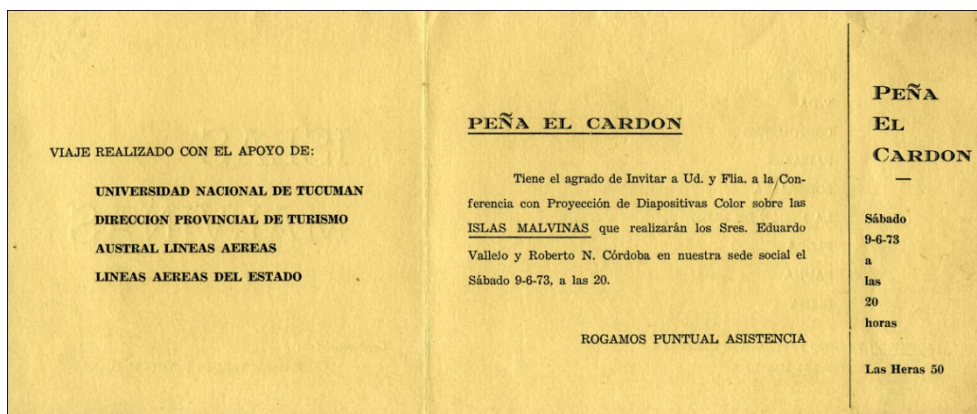 VIAJE REALIZADO CON EL APOYO DE:
UNIVERSIDAD NACIONAL DE TUCUMAN
DIRECCION PROVINCIAL DE TURISMO
AUSTRAL LINEAS AEREAS
LINEAS AEREAS DEL ESTADO
PEÑA EL CARDON
Tiene el agrado de Invitar a Ud. y Flia. a la Con-
ferencia con Proyección de Diapositivas Color sobre las
ISLAS MALVINAS que realizarán los Sres. Eduardo
Vallejo y Roberto N. Córdoba en nuestra sede social el
Sábado 9-6-73, a las 20.
ROGAMOS PUNTUAL ASISTENCIA
PEÑA
EL
CARDON
Sábado
9-6-73
a
las
20
horas
Las Heras 50